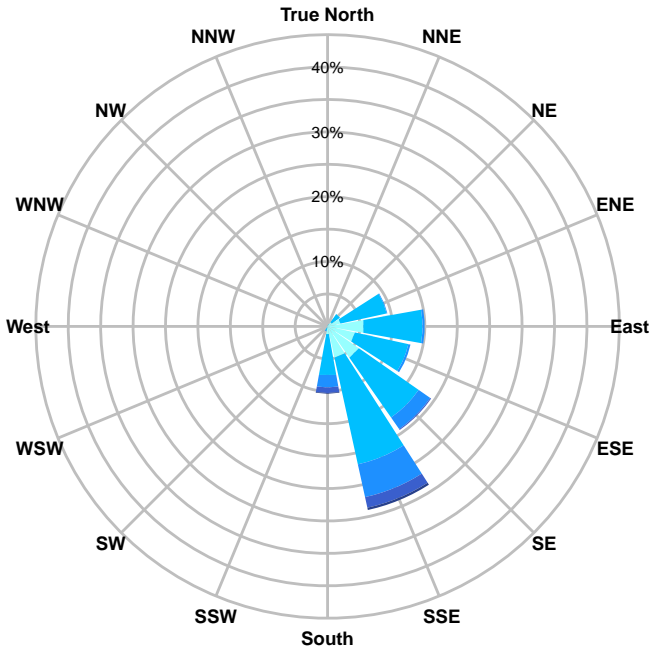 True North
NNW
NNE
40%
NW
NE
30%
20%
WNW
ENE
10%
West
East
WSW
ESE
SW
SE
SSW
SSE
South